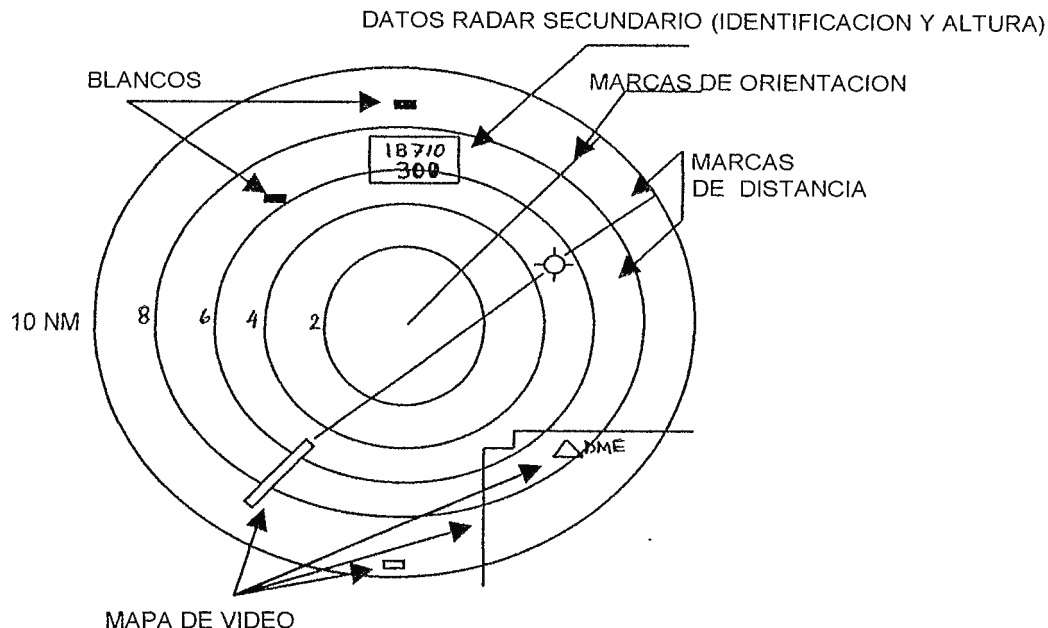 DATOS RADAR SECUNDARIO (IDENTIFICACION Y ALTURA)
BLANCOS
MARCAS DE ORIENTACION
IB710
300
MARCAS
DE DISTANCIA
10 NM 8 6 4 2
DME
MAPA DE VIDEO